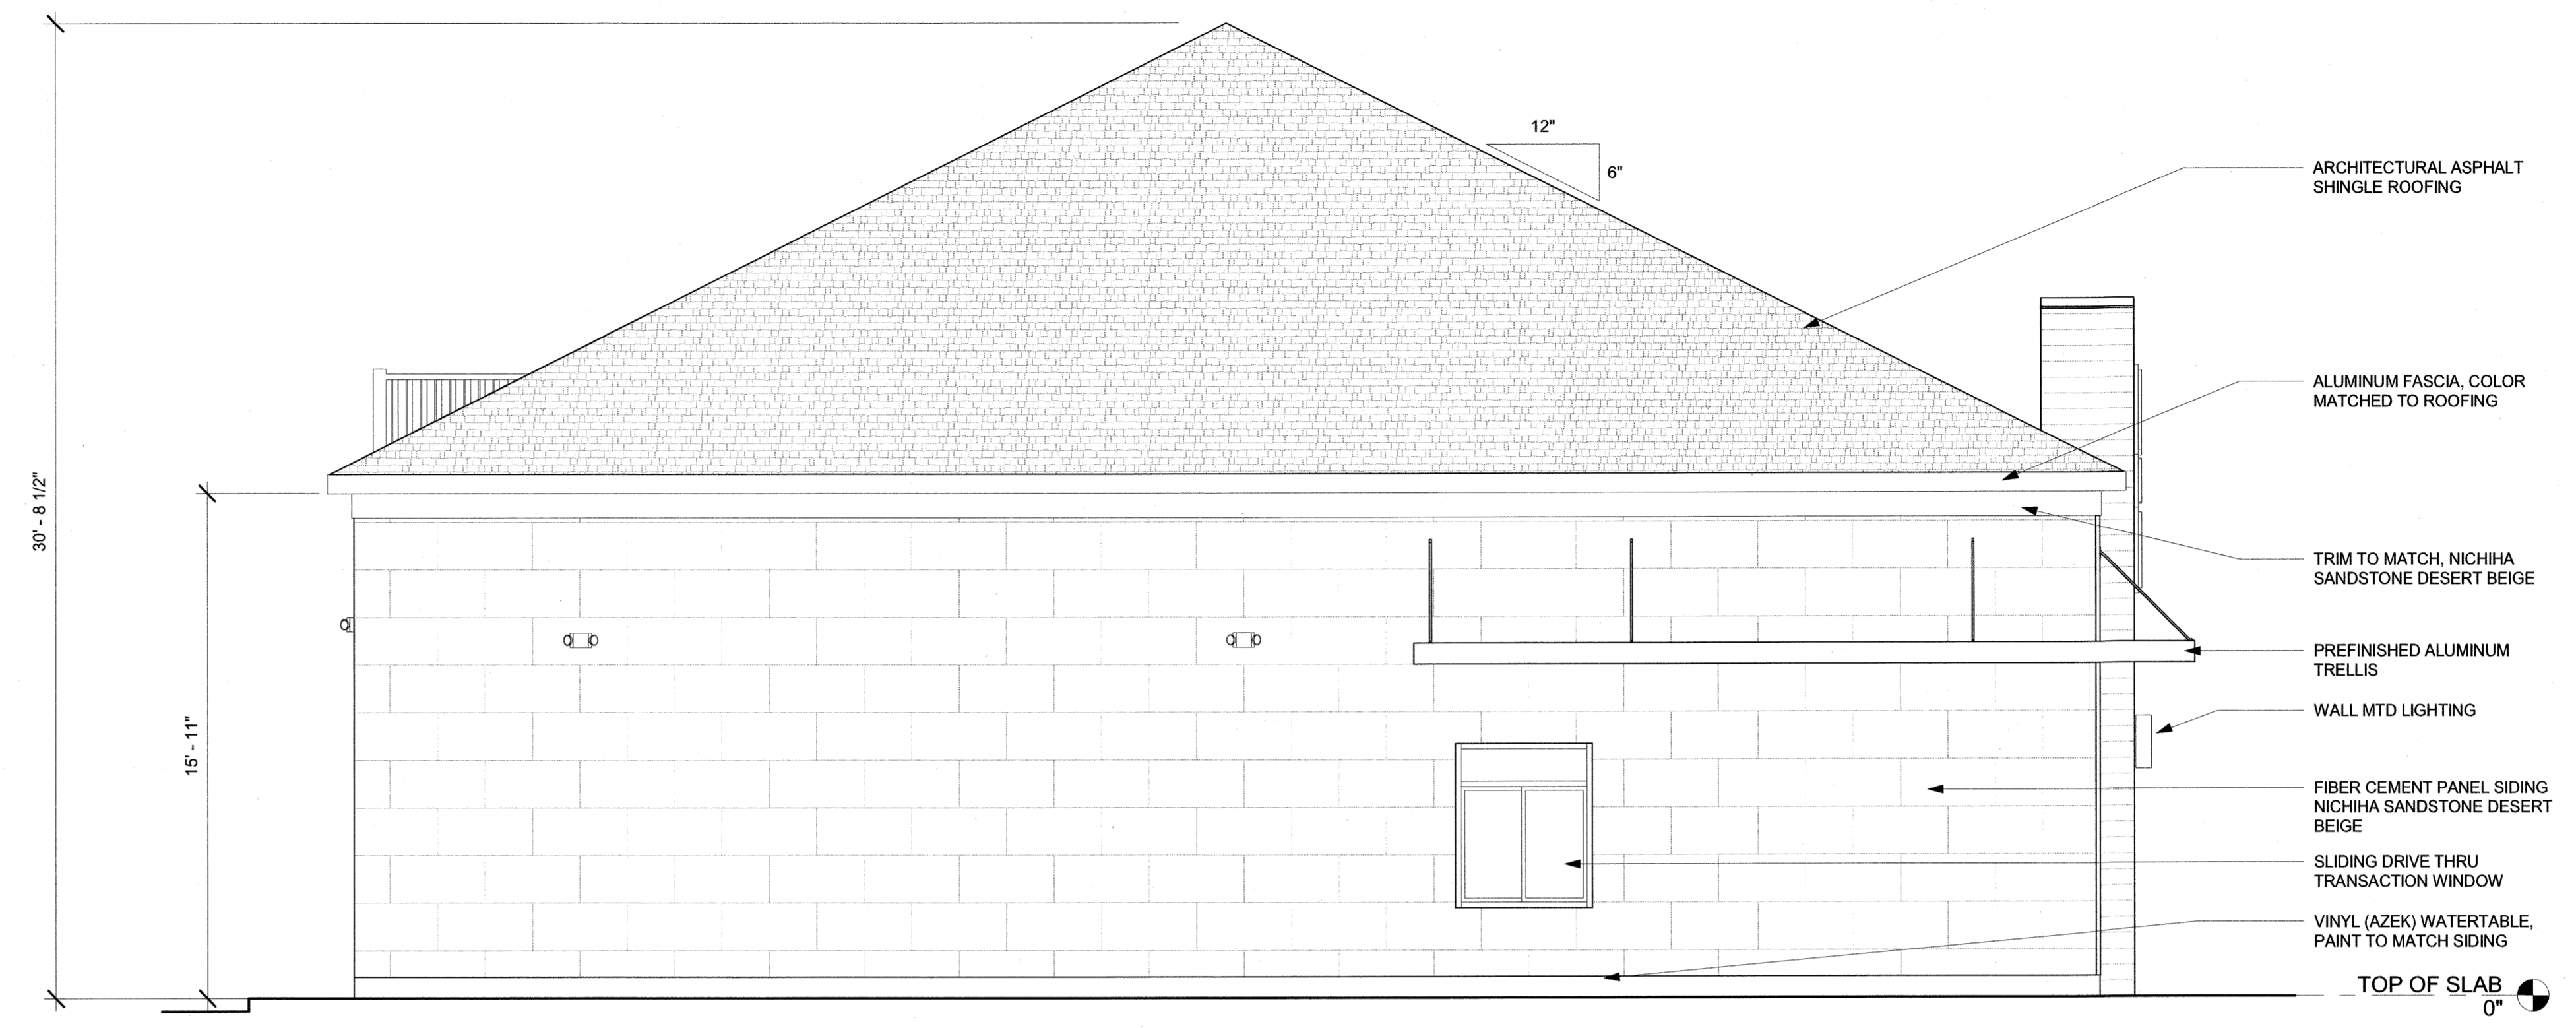 12"
6"
ARCHITECTURAL ASPHALT
SHINGLE ROOFING
ALUMINUM FASCIA, COLOR
MATCHED TO ROOFING
30' - 8 1/2"
TRIM TO MATCH, NICHIHA
SANDSTONE DESERT BEIGE
PREFINISHED ALUMINUM
TRELLIS
WALL MTD LIGHTING
15' - 11"
FIBER CEMENT PANEL SIDING
NICHIHA SANDSTONE DESERT
BEIGE
SLIDING DRIVE THRU
TRANSACTION WINDOW
VINYL (AZEK) WATERTABLE,
PAINT TO MATCH SIDING
TOP OF SLAB
0"